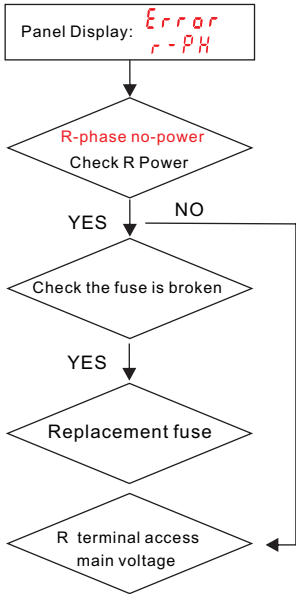 Panel Display: Error
r-PH
R-phase no-power
Check R Power
YES NO
Check the fuse is broken
YES
Replacement fuse
R terminal access
main voltage